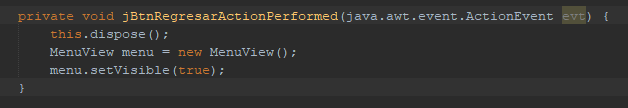 private void jBtnRegresarActionPerformed(java.awt.event.ActionEvent evt) {
    this.dispose();
    MenuView menu = new MenuView();
    menu.setVisible(true);
}